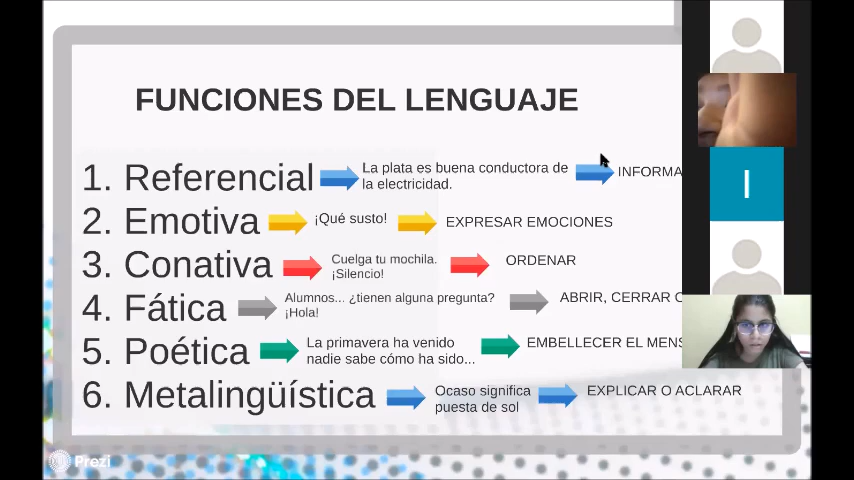 FUNCIONES DEL LENGUAJE
1. Referencial La plata es buena conductora de INFORMA
la electricidad.
2. Emotiva ¡Qué susto! EXPRESAR EMOCIONES
3. Conativa Cuelga tu mochila. ORDENAR
¡Silencio!
4. Fática Alumnos... ¿tienen alguna pregunta? ABRIR, CERRAR O
¡Hola!
5. Poética La primavera ha venido EMBELLECER EL MENS
nadie sabe cómo ha sido...
6. Metalingüística Ocaso significa EXPLICAR O ACLARAR
puesta de sol
Prezi
I